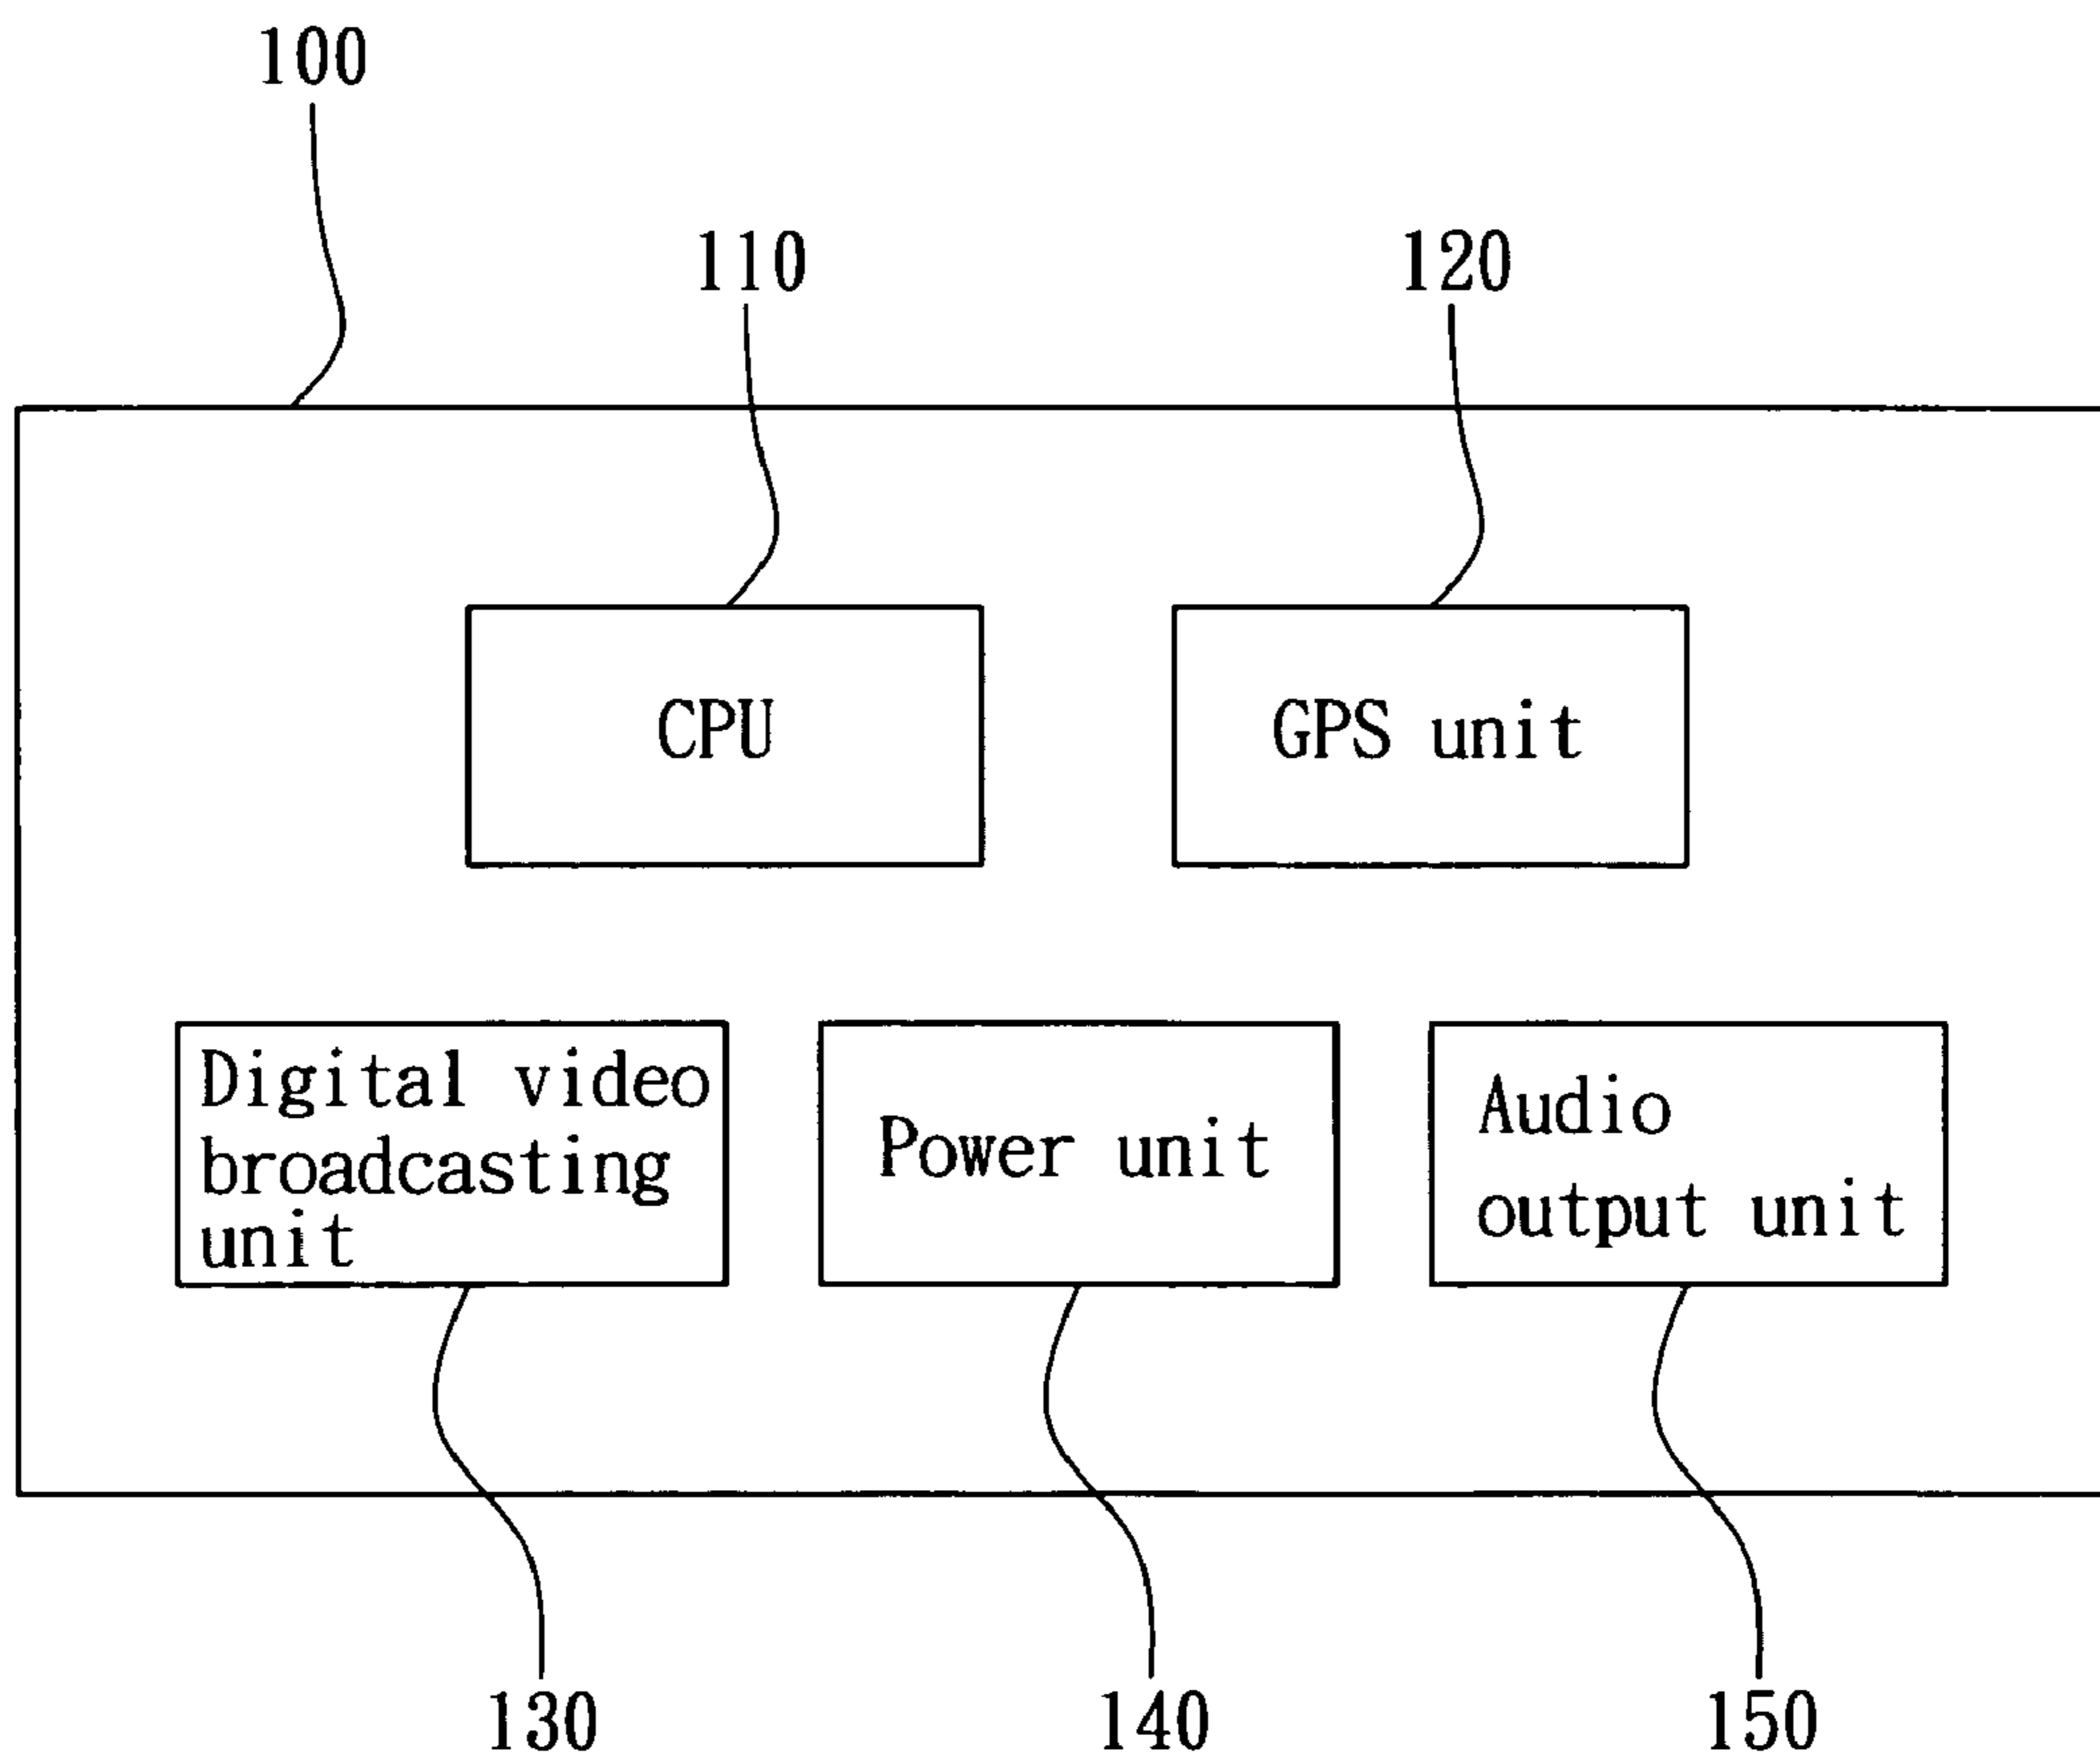 100
110
120
CPU
GPS unit
Digital video
broadcasting
unit
Power unit
Audio
output unit
130
140
150